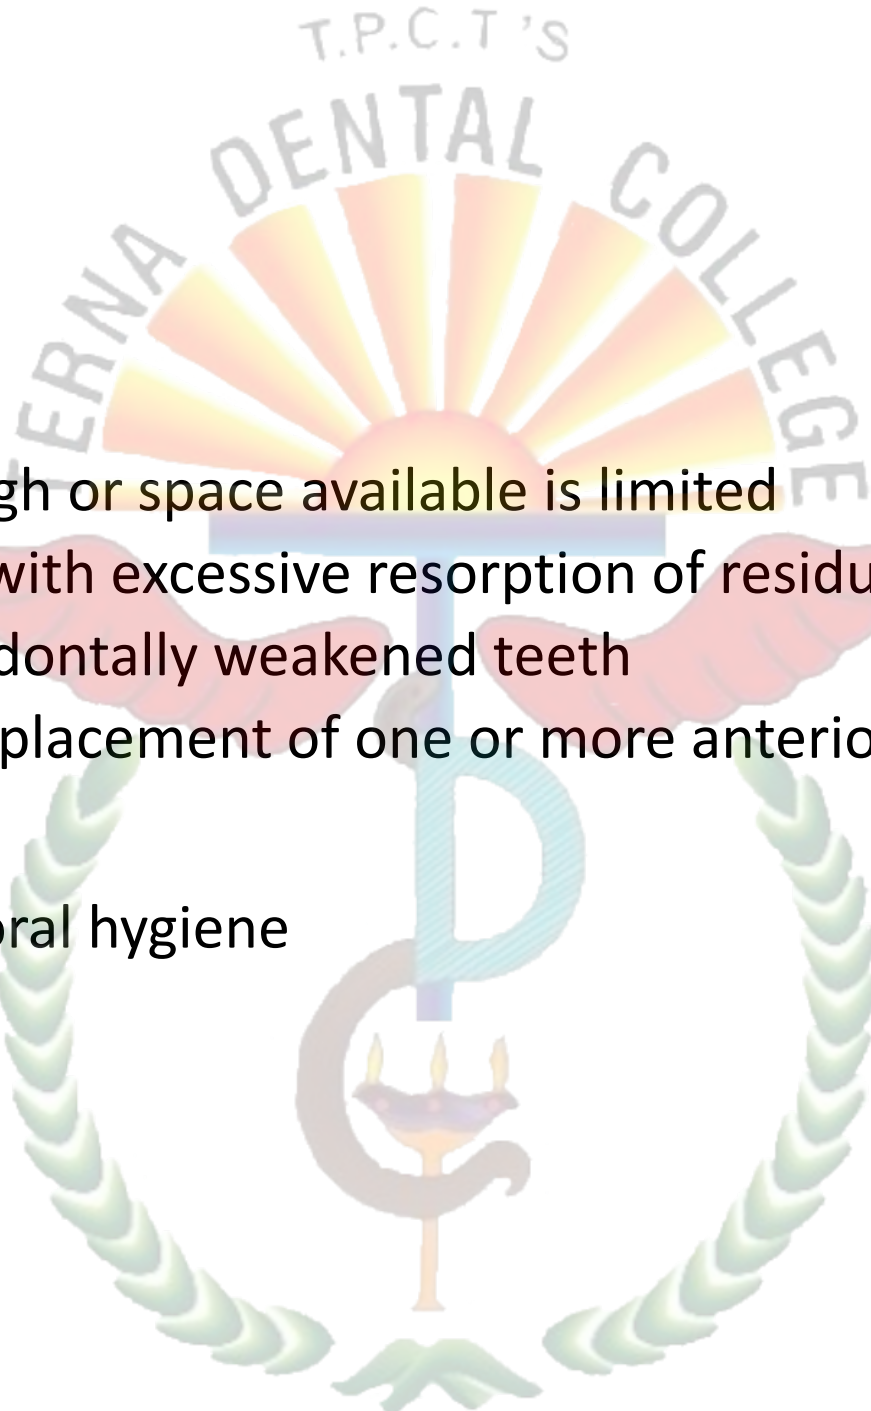 T.P.C.T'S
TERNA DENTAL COLLEGE
gh or space available is limited
with excessive resorption of residu
dontally weakened teeth
placement of one or more anterio
oral hygiene